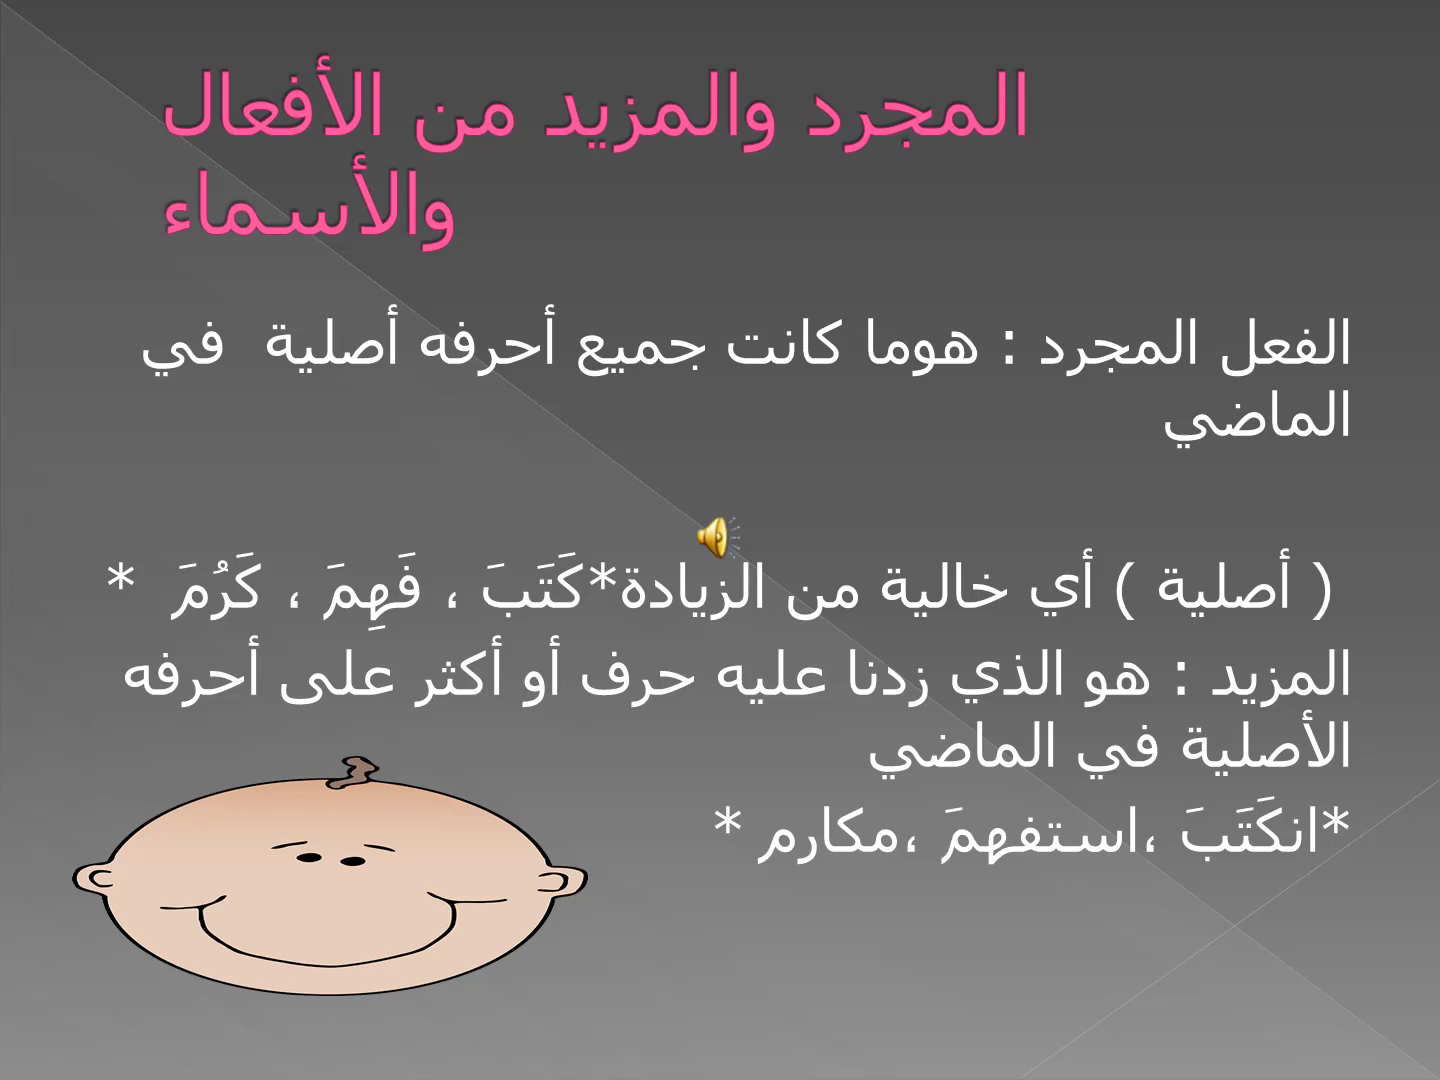 المجرد والمزيد من الأفعال
والأسماء
الفعل المجرد : هوما كانت جميع أحرفه أصلية في
الماضي
( أصلية ) أي خالية من الزيادة*كَتَبَ ، فَهِمَ ، كَرُمَ *
المزيد : هو الذي زدنا عليه حرف أو أكثر على أحرفه
الأصلية في الماضي
*انكَتَبَ ،استفهمَ ،مكارم *